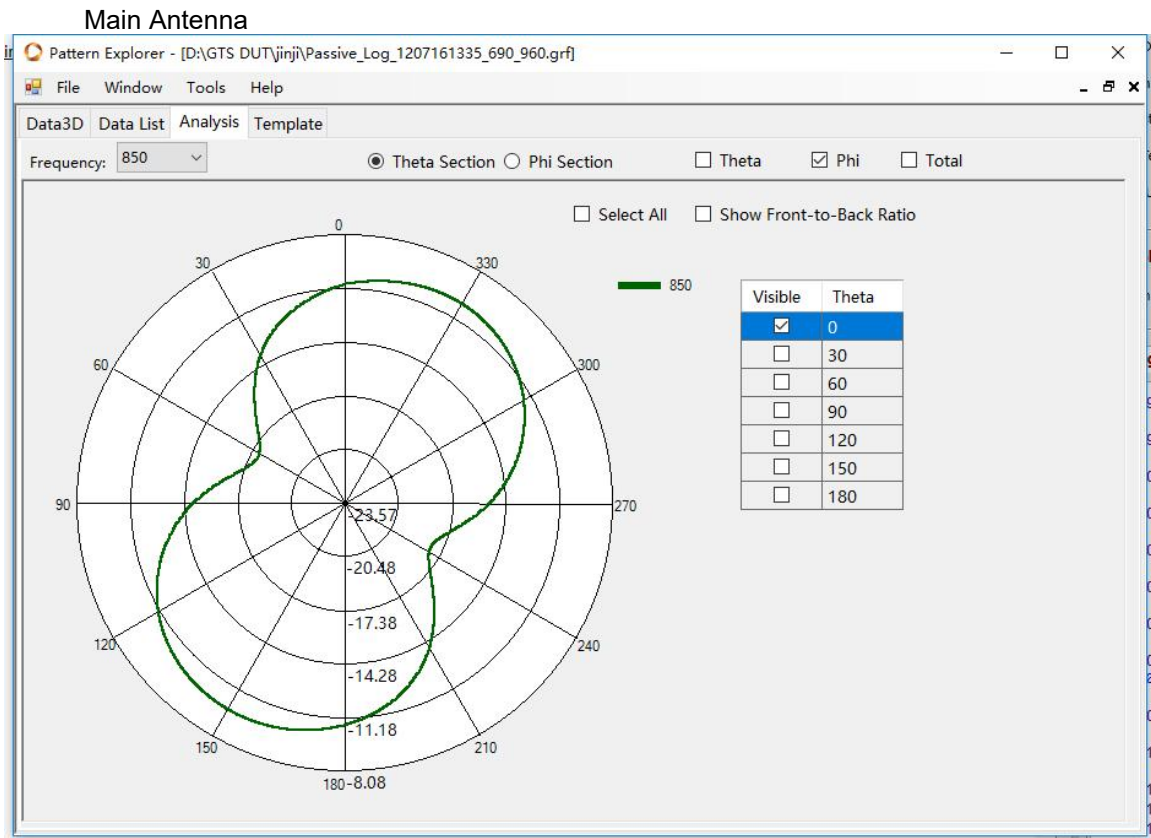 Main Antenna
Pattern Explorer - [D:\GTS DUT\jinji\Passive_Log_1207161335_690_960.grf]
File Window Tools Help
Data3D Data List Analysis Template
Frequency: 850 Theta Section Phi Section Theta Phi Total
Select All Show Front-to-Back Ratio
0
30 330
850
Visible Theta
0
30
60
90
120
150
180
60 300
90 270
-23.57
-20.48
-17.38
120 240
-14.28
-11.18
150 210
180 -8.08